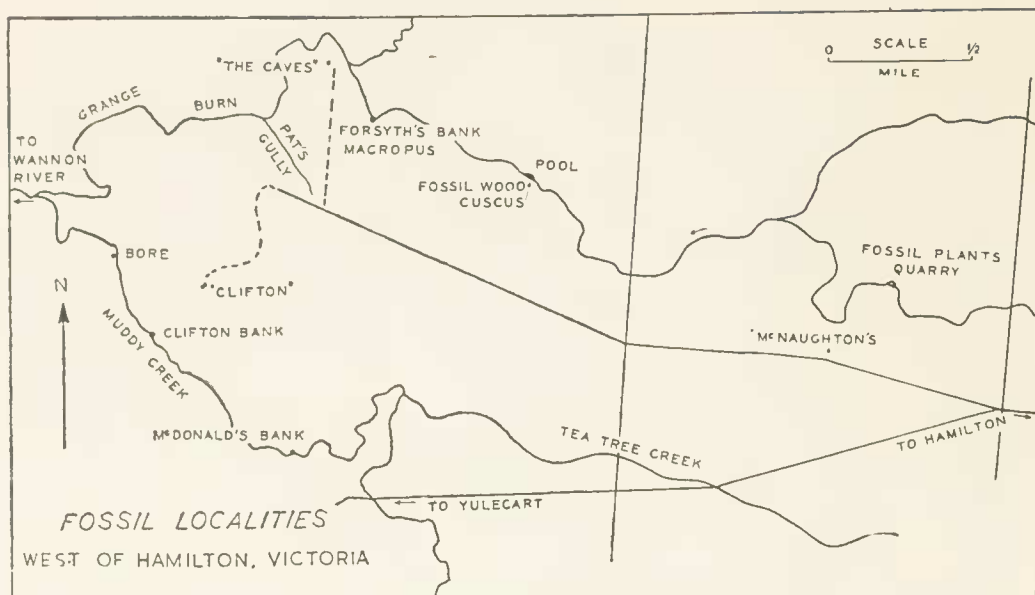 "THE CAVES"
0 SCALE 1/2
MILE
GRANGE BURN
FORSYTH'S BANK
MACROPUS
PAT'S
GULLY
TO
WANNON
RIVER
POOL
FOSSIL WOOD
CUSCUS
BORE
FOSSIL PLANTS
QUARRY
N
"CLIFTON"
CLIFTON BANK
MUDDY CREEK
"McNAUGHTON'S
McDONALD'S BANK
TEA TREE CREEK
TO HAMILTON
TO YULECART
FOSSIL LOCALITIES
WEST OF HAMILTON, VICTORIA